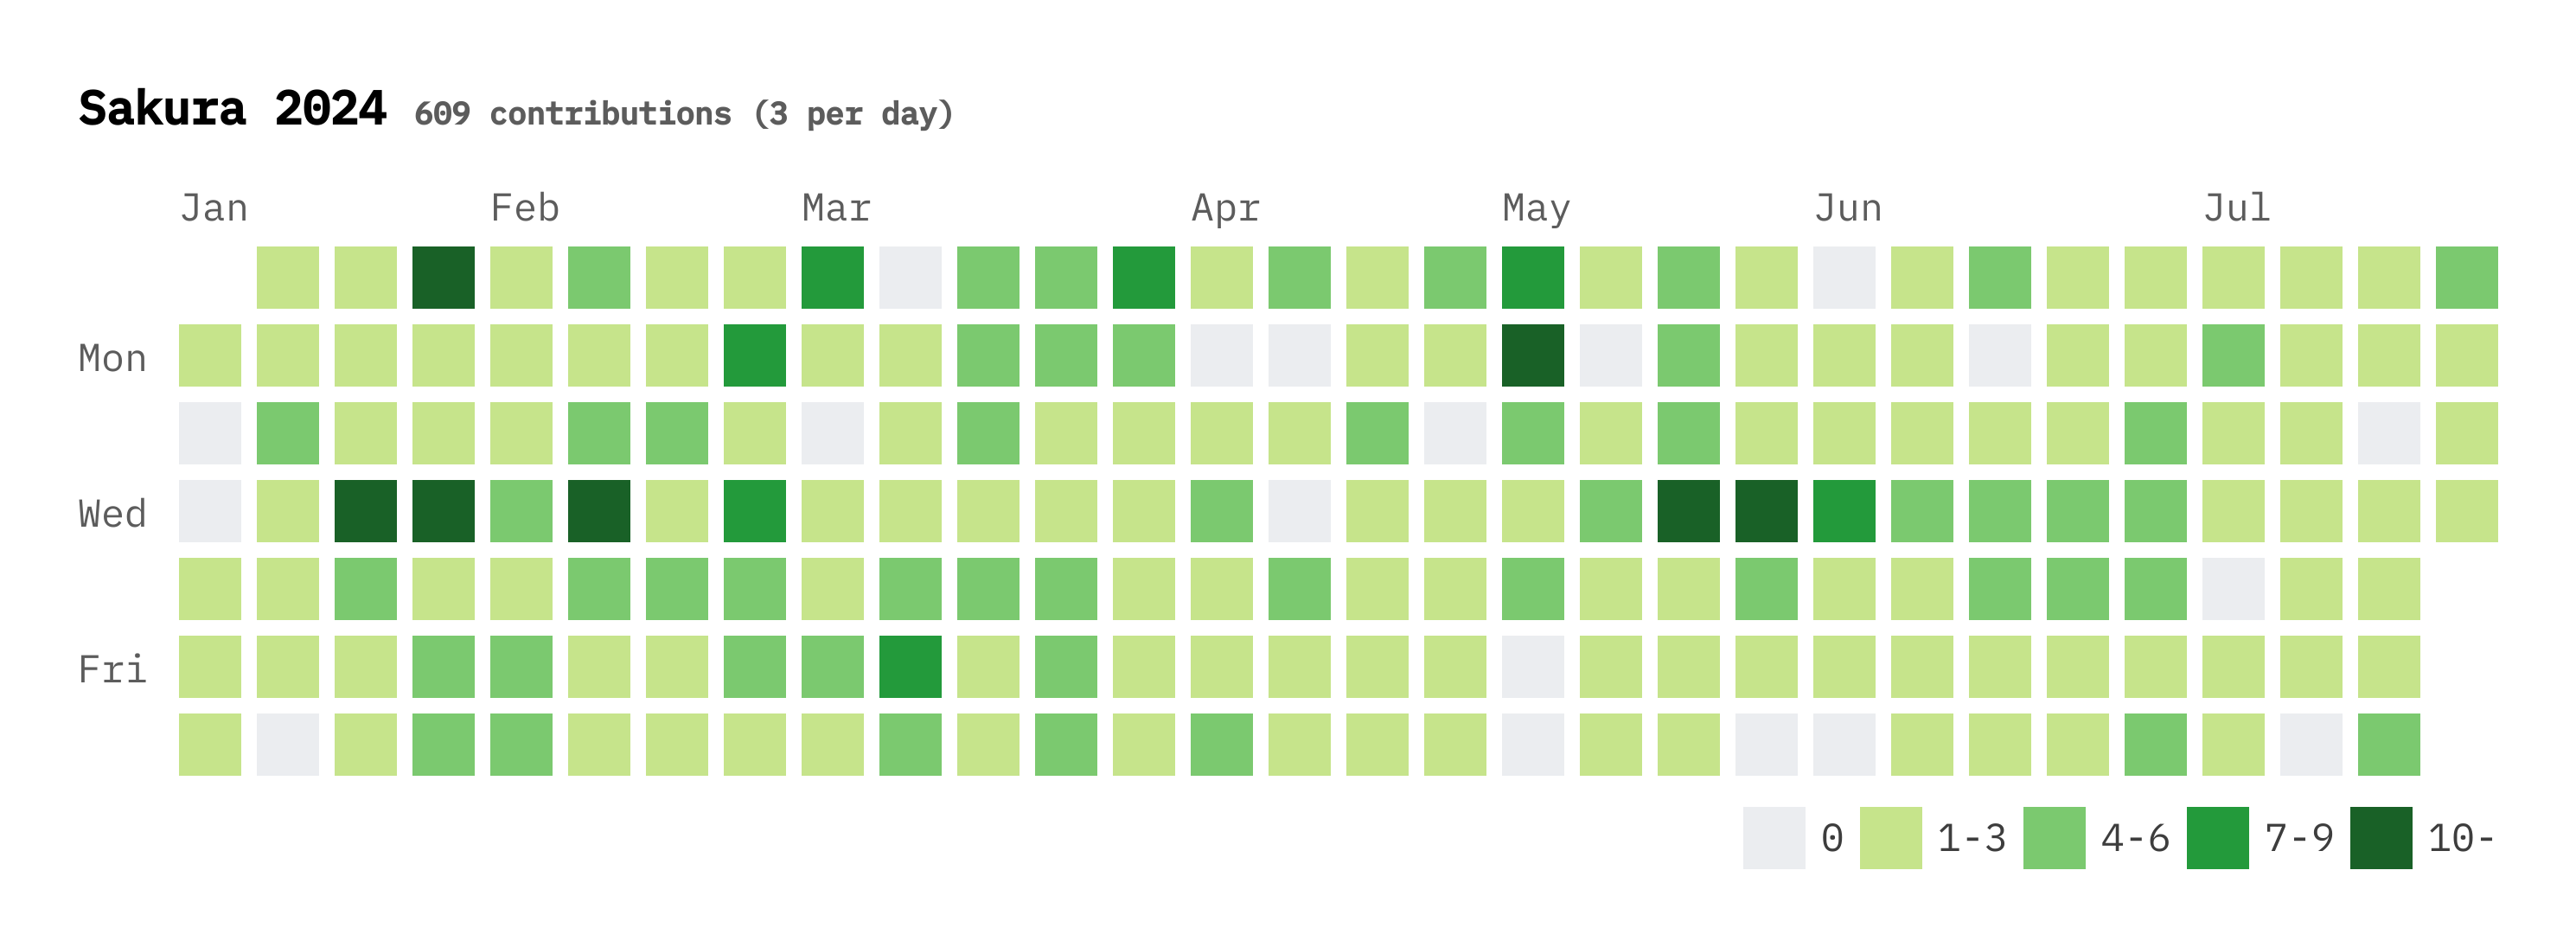 Sakura 2024 609 contributions (3 per day)
Jan Feb Mar Apr May Jun Jul
Mon
Wed
Fri
0 1-3 4-6 7-9 10-